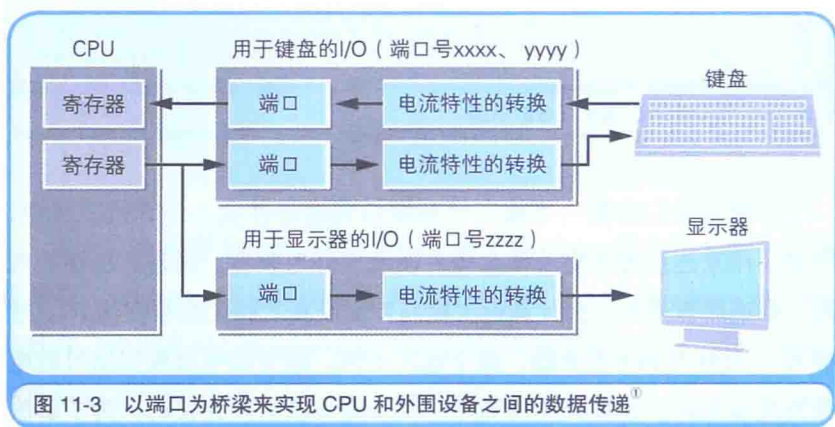 CPU
用于键盘的I/O（端口号xxxx、yyyy）
键盘
寄存器
端口
电流特性的转换
寄存器
端口
电流特性的转换
用于显示器的I/O（端口号zzzz）
显示器
端口
电流特性的转换
图 11-3 以端口为桥梁来实现 CPU 和外围设备之间的数据传递①